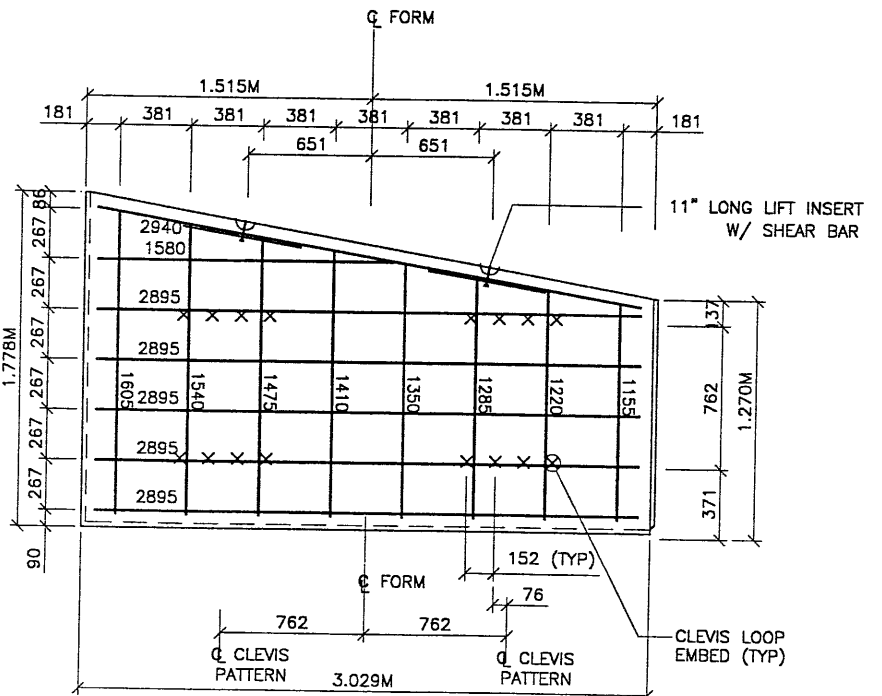 ℄ FORM
1.515M 1.515M
181 381 381 381 381 381 381 381 181
651 651
11" LONG LIFT INSERT
W/ SHEAR BAR
86
267
267
267
267
267
267
90
1.778M
2940
1580
2895
2895
2895
2895
2895
1605 1540 1475 1410 1350 1285 1220 1155
137
762
371
1.270M
152 (TYP)
℄ FORM
76
762 762
CLEVIS LOOP
EMBED (TYP)
℄ CLEVIS
PATTERN
℄ CLEVIS
PATTERN
3.029M